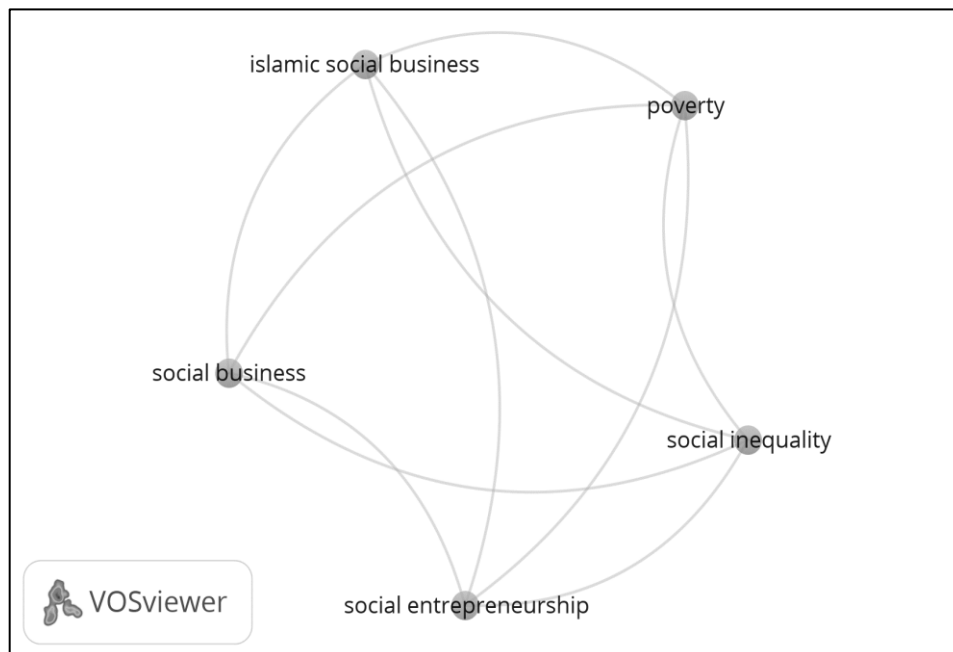 islamic social business
poverty
social business
social inequality
social entrepreneurship
VOSviewer